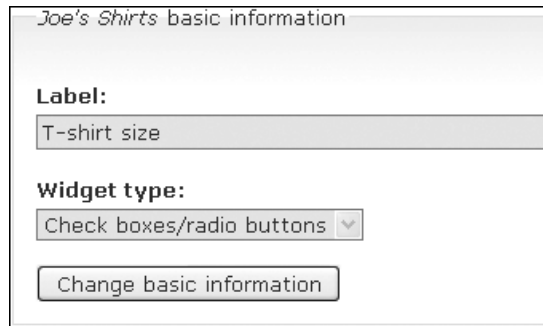 Joe's Shirts basic information
Label:
T-shirt size
Widget type:
Check boxes/radio buttons
Change basic information